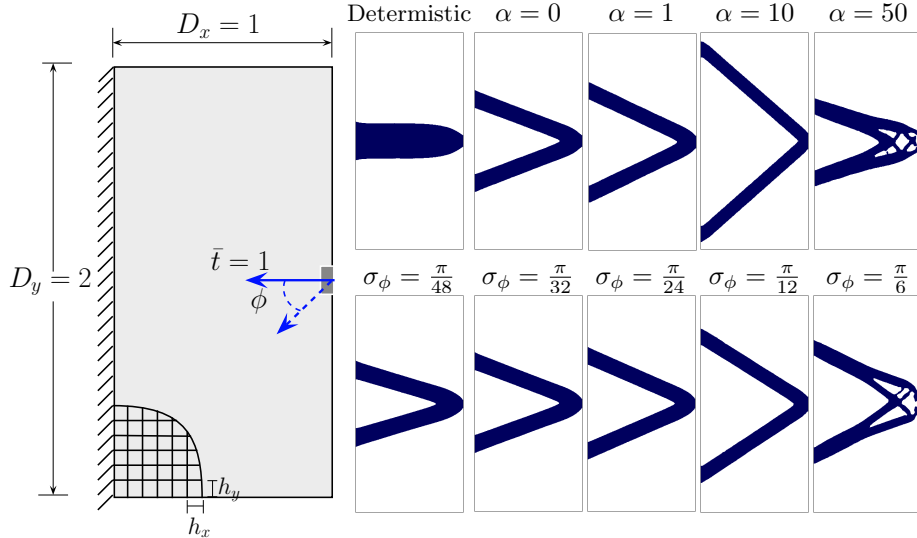 D_x = 1
D_y = 2
t̄ = 1
ϕ
h_y
h_x
Determistic
α = 0
α = 1
α = 10
α = 50
σ_ϕ = π/48
σ_ϕ = π/32
σ_ϕ = π/24
σ_ϕ = π/12
σ_ϕ = π/6